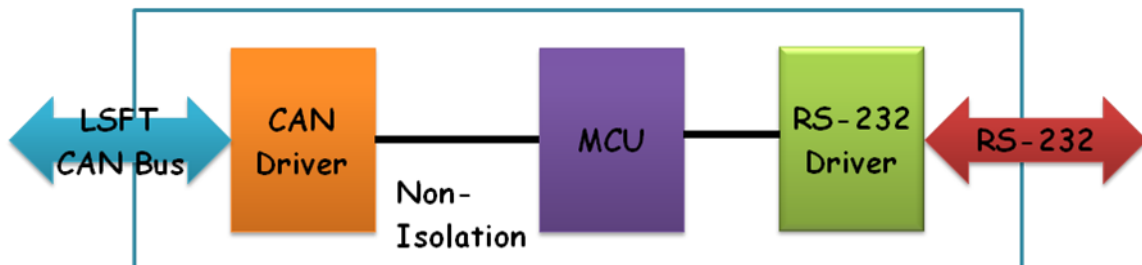 LSFT
CAN Bus
CAN
Driver
Non-
Isolation
MCU
RS-232
Driver
RS-232